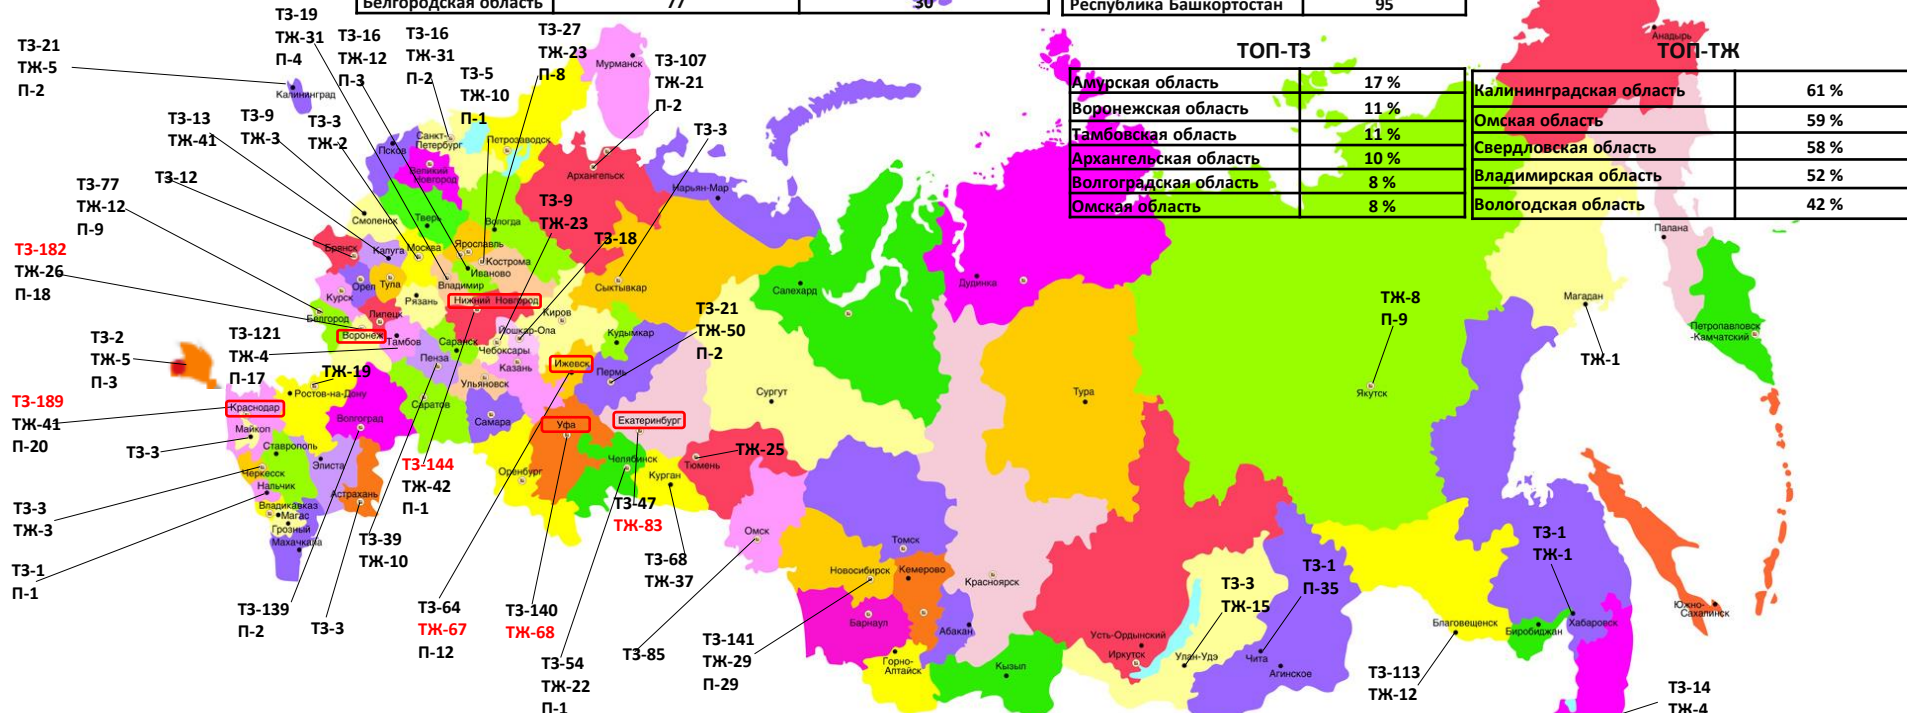 Белгородская область 77 30
Республика Башкортостан 95
ТОП-ТЗ
Амурская область 17 %
Воронежская область 11 %
Тамбовская область 11 %
Архангельская область 10 %
Волгоградская область 8 %
Омская область 8 %
ТОП-ТЖ
Калининградская область 61 %
Омская область 59 %
Свердловская область 58 %
Владимирская область 52 %
Вологодская область 42 %
ТЗ-21
ТЖ-5
П-2
ТЗ-19
ТЖ-31
П-4
ТЗ-16
ТЖ-12
П-3
ТЗ-16
ТЖ-31
П-2
ТЗ-5
ТЖ-10
П-1
ТЗ-27
ТЖ-23
П-8
ТЗ-107
ТЖ-21
П-2
ТЗ-13
ТЖ-41
ТЗ-9
ТЖ-3
ТЗ-3
ТЖ-2
ТЗ-3
ТЗ-77
ТЖ-12
П-9
ТЗ-12
ТЗ-9
ТЖ-23
ТЗ-18
ТЗ-182
ТЖ-26
П-18
ТЗ-2
ТЖ-5
П-3
ТЗ-121
ТЖ-4
П-17
ТЖ-19
ТЗ-21
ТЖ-50
П-2
ТЖ-8
П-9
ТЖ-1
ТЗ-189
ТЖ-41
П-20
ТЗ-3
ТЗ-3
ТЖ-3
ТЗ-1
П-1
ТЗ-144
ТЖ-42
П-1
ТЖ-25
ТЗ-47
ТЖ-83
ТЗ-39
ТЖ-10
ТЗ-68
ТЖ-37
ТЗ-139
П-2
ТЗ-3
ТЗ-64
ТЖ-67
П-12
ТЗ-140
ТЖ-68
ТЗ-54
ТЖ-22
П-1
ТЗ-85
ТЗ-141
ТЖ-29
П-29
ТЗ-3
ТЖ-15
ТЗ-1
П-35
ТЗ-1
ТЖ-1
ТЗ-113
ТЖ-12
ТЗ-14
ТЖ-4
Мурманск
Анадырь
Калининград
Санкт-
Петербург
Петрозаводск
Псков
Великий
Новгород
Архангельск
Нарьян-Мар
Смоленск
Тверь
Вологда
Брянск
Калуга
Москва
Ярославль
Кострома
Иваново
Владимир
Орел
Тула
Рязань
Курск
Нижний Новгород
Сыктывкар
Салехард
Дудинка
Палана
Магадан
Петропавловск
-Камчатский
Белгород
Липецк
Воронеж
Тамбов
Киров
Йошкар-Ола
Чебоксары
Саранск
Пенза
Казань
Кудымкар
Ижевск
Пермь
Ульяновск
Ростов-на-Дону
Краснодар
Волгоград
Саратов
Самара
Уфа
Екатеринбург
Сургут
Тура
Якутск
Майкоп
Ставрополь
Черкесск
Элиста
Нальчик
Астрахань
Владикавказ
Магас
Грозный
Махачкала
Оренбург
Челябинск
Курган
Тюмень
Омск
Томск
Новосибирск
Кемерово
Красноярск
Барнаул
Абакан
Горно-
Алтайск
Кызыл
Усть-Ордынский
Иркутск
Улан-Удэ
Чита
Агинское
Благовещенск
Биробиджан
Хабаровск
Южно-
Сахалинск